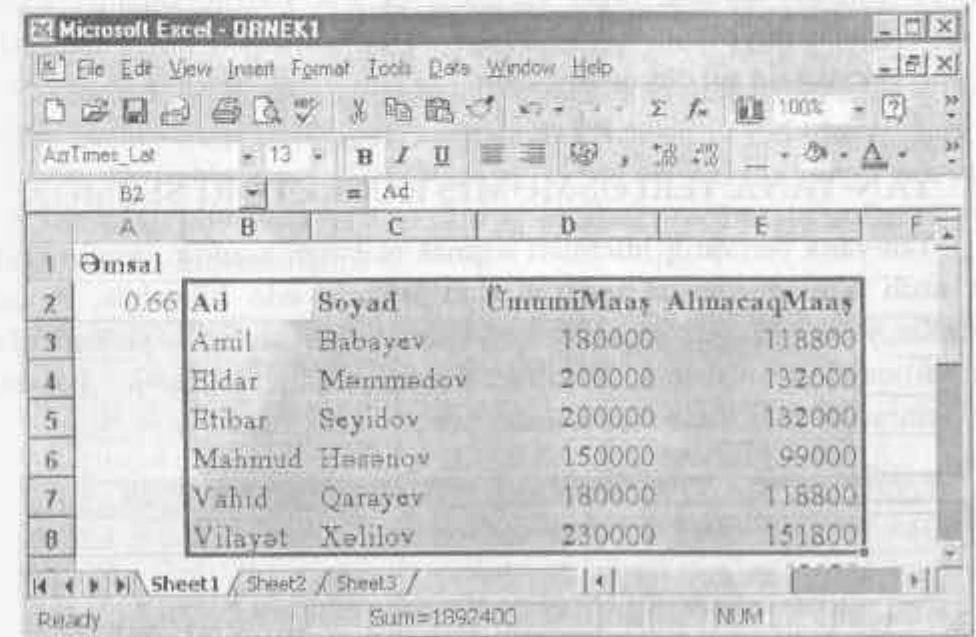 Microsoft Excel - ORNEK1
File Edit View Insert Format Tools Data Window Help
Σ fx 100%
AzrTimes_Lat 13 B I U
B2 = Ad
A B C D E F
1 Əmsal
2 0.66 Ad Soyad ÜmumiMaaş AlınacaqMaaş
3 Amil Babayev 180000 118800
4 Eldar Məmmədov 200000 132000
5 Etibar Seyidov 200000 132000
6 Mahmud Həsənov 150000 99000
7 Vahid Qarayev 180000 118800
8 Vilayət Xəlilov 230000 151800
Sheet1 Sheet2 Sheet3
Ready Sum=1892400 NUM